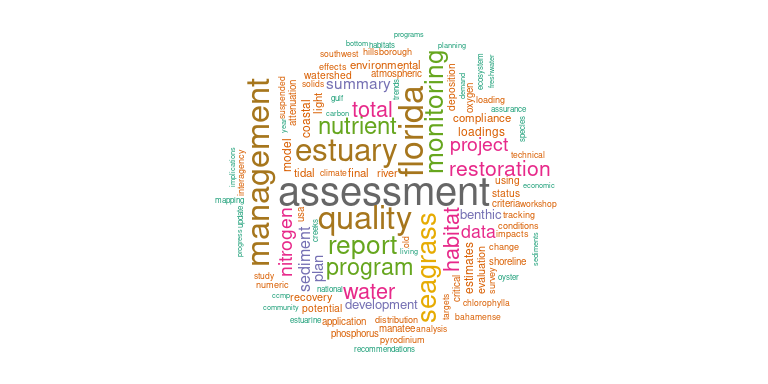 programs
bottom
habitats
planning
southwest
hillsborough
effects
environmental
watershed
atmospheric
solids
summary
trends
deposition
demand
oxygen
ecosystem
freshwater
suspended
attenuation
light
gulf
carbon
total
loading
assurance
coastal
year
nutrient
florida
monitoring
compliance
loadings
species
management
model
estuary
project
technical
implications
interagency
tidal
climate
final
river
restoration
using
economic
mapping
assessment
status
criteria
workshop
update
progress
nitrogen
usa
creeks
quality
seagrass
habitat
benthic
tracking
conditions
data
impacts
sediments
sediment
plan
report
old
living
change
study
numeric
national
program
estimates
evaluation
survey
shoreline
oyster
critical
ccmp
recovery
water
community
potential
development
targets
chlorophylla
estuarine
application
distribution
bahamense
phosphorus
manatee
analysis
pyrodinium
recommendations